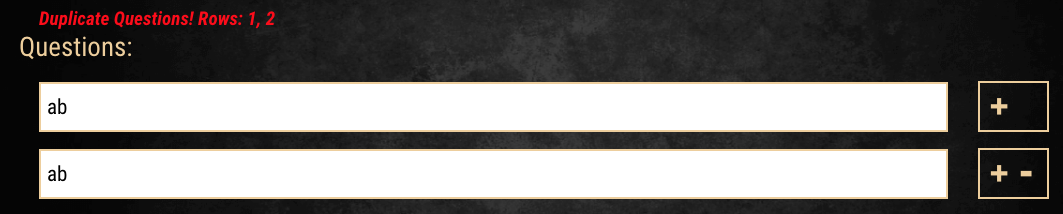 Duplicate Questions! Rows: 1, 2
Questions:
ab +
ab + -